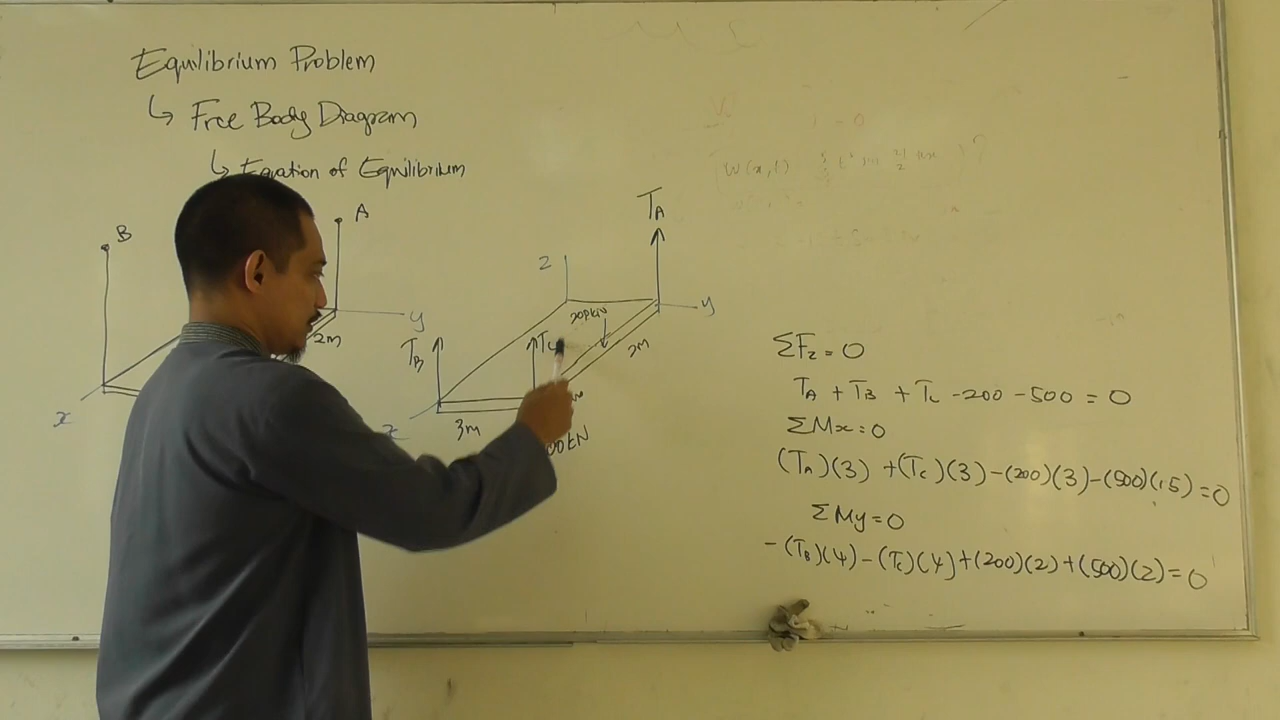 Equilibrium Problem
↳ Free Body Diagram
↳ Equation of Equilibrium
B
A
y
2m
x
z
TA
y
200kN
2m
TB
Tc
x
3m
00kN
W(x,t)
ΣFz = 0
TA + TB + Tc - 200 - 500 = 0
ΣMx = 0
(TA)(3) + (Tc)(3) - (200)(3) - (500)(1.5) = 0
ΣMy = 0
-(TB)(4) - (Tc)(4) + (200)(2) + (500)(2) = 0